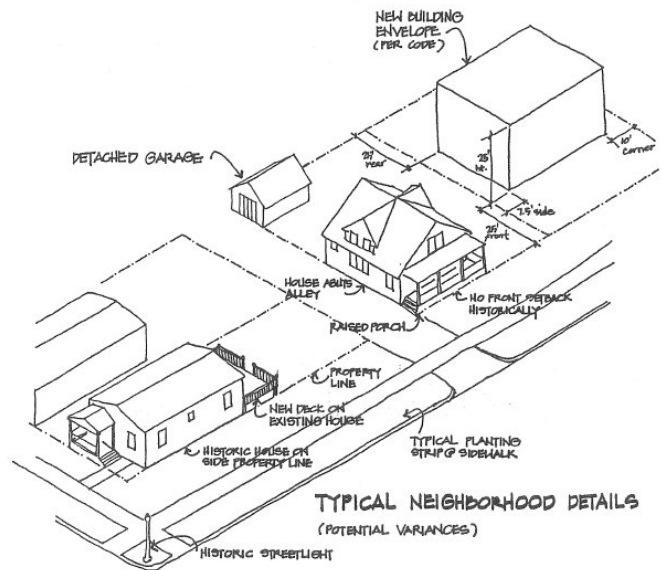 NEW BUILDING
ENVELOPE
(PER CODE)
DETACHED GARAGE
25' rear
25' ht.
10' corner
7.5' side
25' front
HOUSE ABUTS
ALLEY
NO FRONT SETBACK
HISTORICALLY
RAISED PORCH
PROPERTY
LINE
NEW DECK ON
EXISTING HOUSE
TYPICAL PLANTING
STRIP @ SIDEWALK
HISTORIC HOUSE ON
SIDE PROPERTY LINE
TYPICAL NEIGHBORHOOD DETAILS
(POTENTIAL VARIANCES)
HISTORIC STREETLIGHT